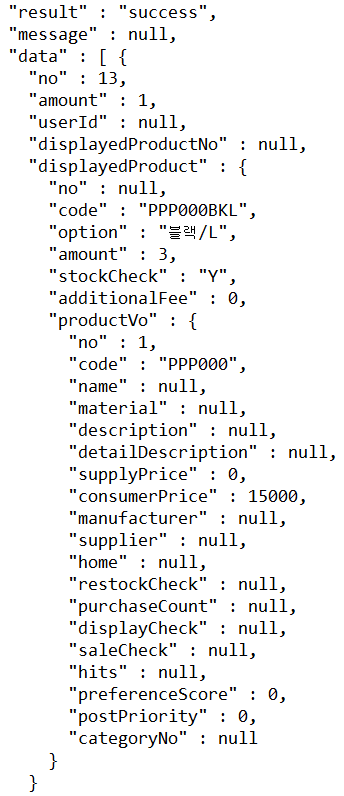 "result" : "success",
"message" : null,
"data" : [ {
"no" : 13,
"amount" : 1,
"userId" : null,
"displayedProductNo" : null,
"displayedProduct" : {
"no" : null,
"code" : "PPP000BKL",
"option" : "블랙/L",
"amount" : 3,
"stockCheck" : "Y",
"additionalFee" : 0,
"productVo" : {
"no" : 1,
"code" : "PPP000",
"name" : null,
"material" : null,
"description" : null,
"detailDescription" : null,
"supplyPrice" : 0,
"consumerPrice" : 15000,
"manufacturer" : null,
"supplier" : null,
"home" : null,
"restockCheck" : null,
"purchaseCount" : null,
"displayCheck" : null,
"saleCheck" : null,
"hits" : null,
"preferenceScore" : 0,
"postPriority" : 0,
"categoryNo" : null
}
}